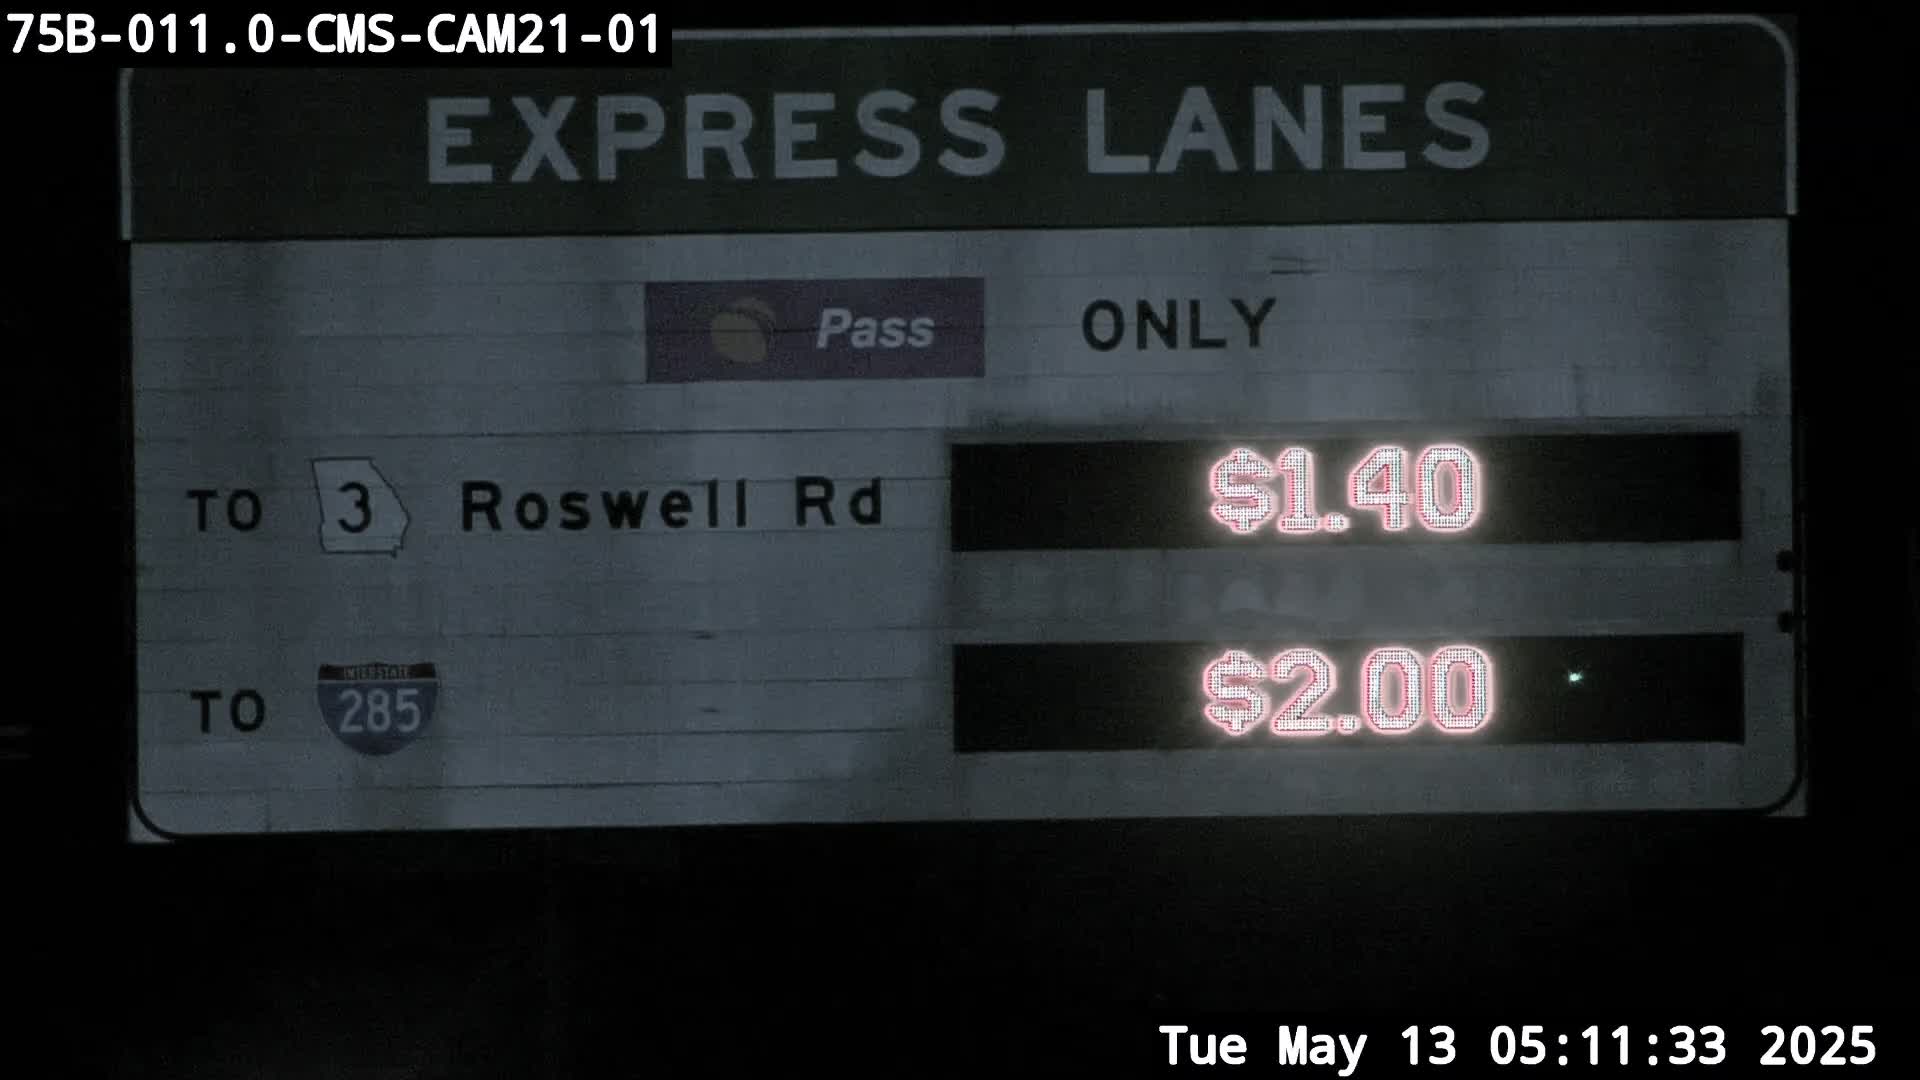 75B-011.0-CMS-CAM21-01
EXPRESS LANES
Pass ONLY
TO 3 Roswell Rd $1.40
INTERSTATE
TO 285 $2.00
Tue May 13 05:11:33 2025